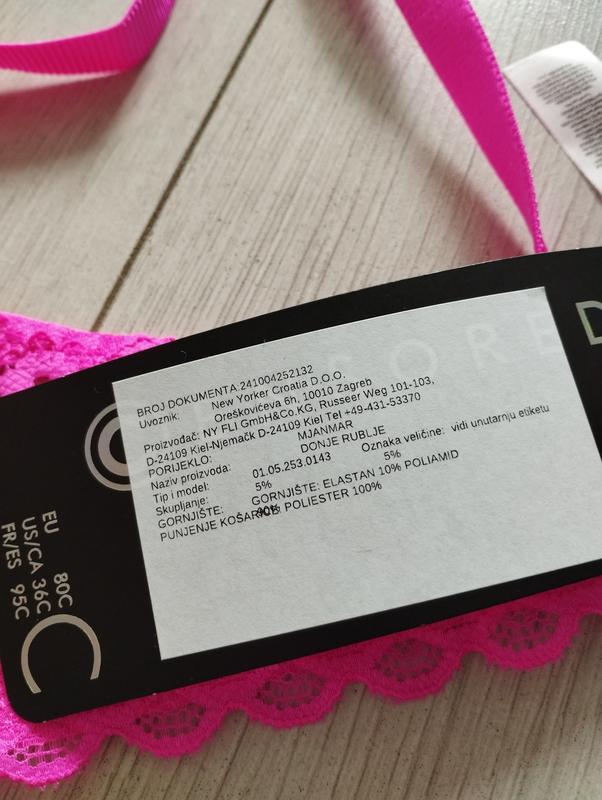 BROJ DOKUMENTA.241004252132
Uvoznik: New Yorker Croatia D.O.O.
Oreškovićeva 6h, 10010 Zagreb
Proizvođač: NY FLI GmbH&Co.KG, Russeer Weg 101-103,
D-24109 Kiel-Njemačk D-24109 Kiel Tel +49-431-53370
PORIJEKLO: MJANMAR
Naziv proizvoda: DONJE RUBLJE
Tip i model: 01.05.253.0143 Oznaka veličine: vidi unutarnju etiketu
Skupljanje: 5% 5%
GORNJIŠTE: GORNJIŠTE: ELASTAN 10% POLIAMID
90%
PUNJENJE KOŠARICE: POLIESTER 100%
EU 80C
US/CA 36C
FR/ES 95C
C